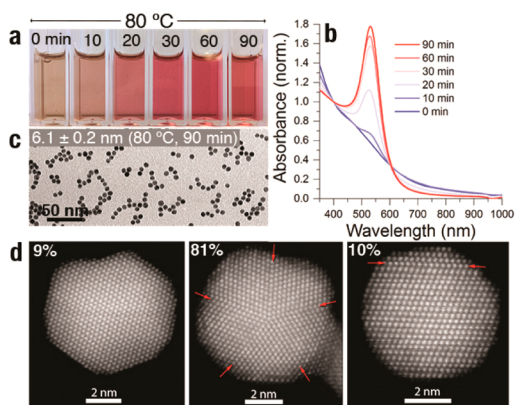 80 ºC
a
0 min 10 20 30 60 90
b
Absorbance (norm.)
1.8
1.6
1.4
1.2
1.0
0.8
0.6
0.4
0.2
0.0
90 min
60 min
30 min
20 min
10 min
0 min
400 500 600 700 800 900 1000
Wavelength (nm)
c
6.1 ± 0.2 nm (80 ºC, 90 min)
50 nm
d
9%
81%
10%
2 nm
2 nm
2 nm